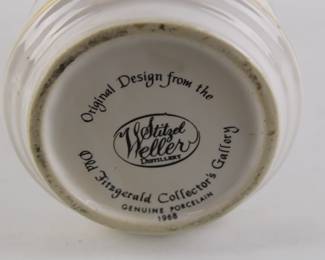 Original Design from the
Stitzel
Weller
DISTILLERY
Old Fitzgerald Collector's Gallery
GENUINE PORCELAIN
1968